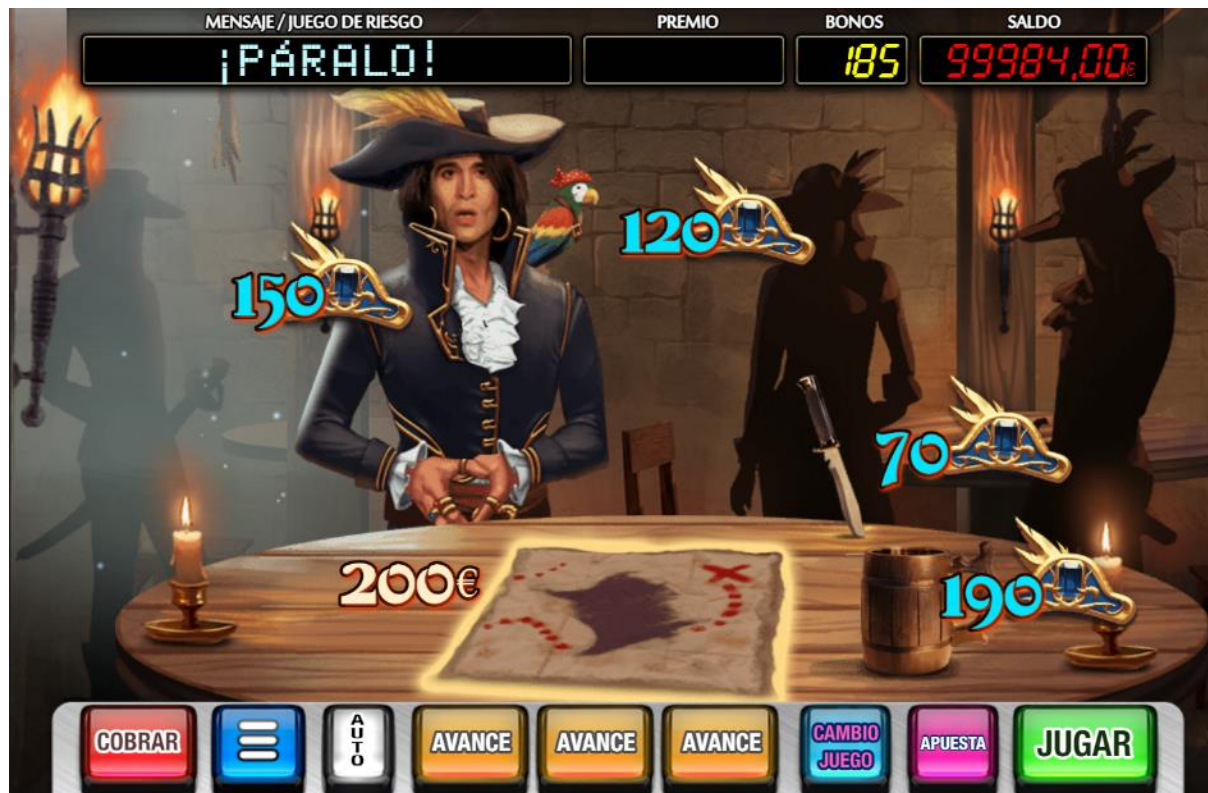 MENSAJE / JUEGO DE RIESGO PREMIO BONOS SALDO
¡PÁRALO! 185 99984,00€
120
150
70
200€
190
COBRAR AUTO AVANCE AVANCE AVANCE CAMBIO JUEGO APUESTA JUGAR